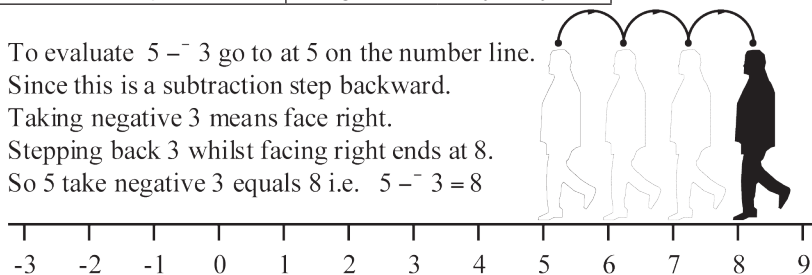 To evaluate 5 –⁻ 3 go to at 5 on the number line.
Since this is a subtraction step backward.
Taking negative 3 means face right.
Stepping back 3 whilst facing right ends at 8.
So 5 take negative 3 equals 8 i.e. 5 –⁻ 3 = 8
-3 -2 -1 0 1 2 3 4 5 6 7 8 9